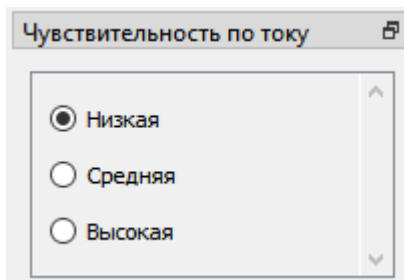 Чувствительность по току
Низкая
Средняя
Высокая